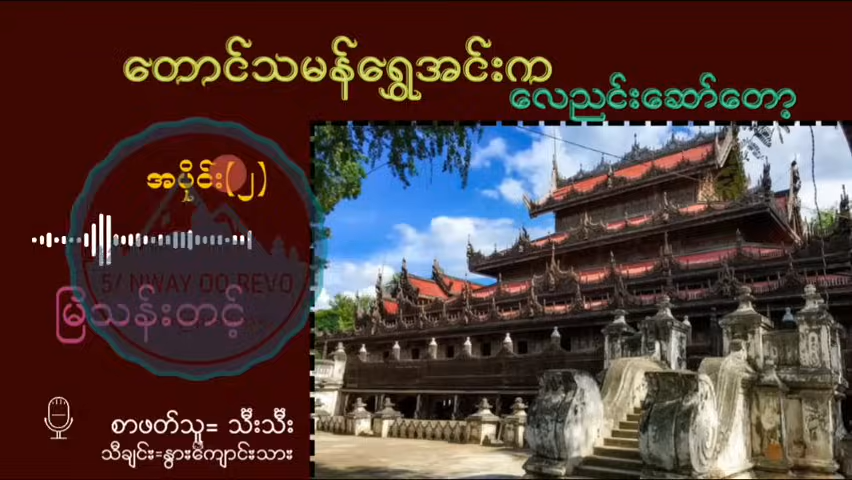 တောင်သမန်ရွှေအင်းက
လေညင်းဆော်တော့
အပိုင်း(၂)
5/ NWAY OO REVO
မြသန်းတင့်
စာဖတ်သူ= သီးသီး
သီချင်း=နွားကျောင်းသား